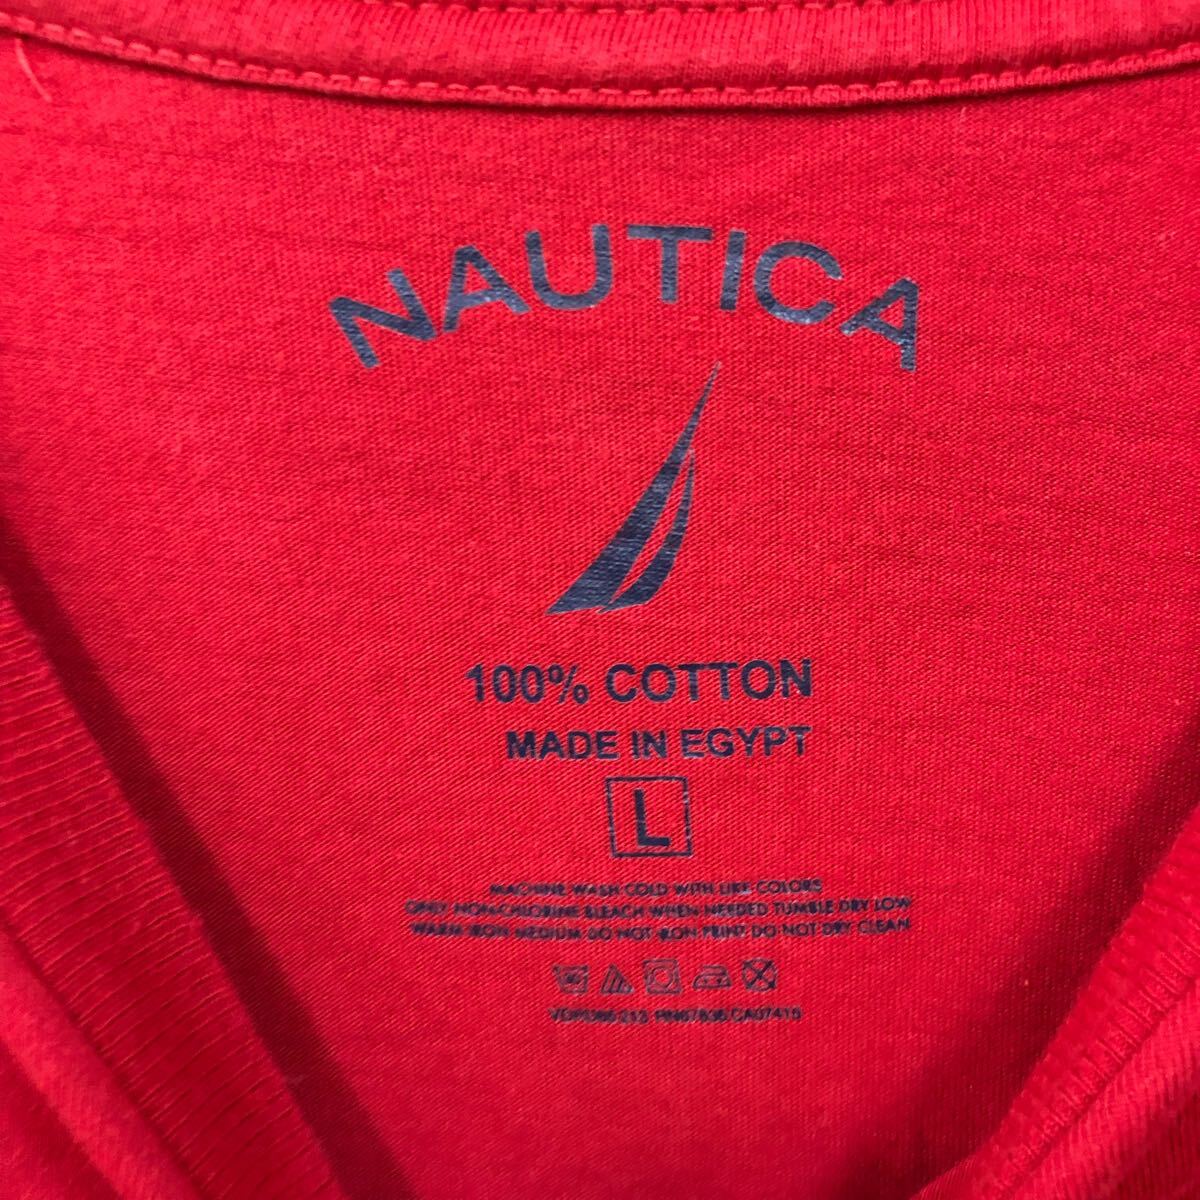 NAUTICA
100% COTTON
MADE IN EGYPT
L
MACHINE WASH COLD WITH LIKE COLORS
ONLY NON-CHLORINE BLEACH WHEN NEEDED TUMBLE DRY LOW
WARM IRON MEDIUM DO NOT IRON PRINT DO NOT DRY CLEAN
CA07415